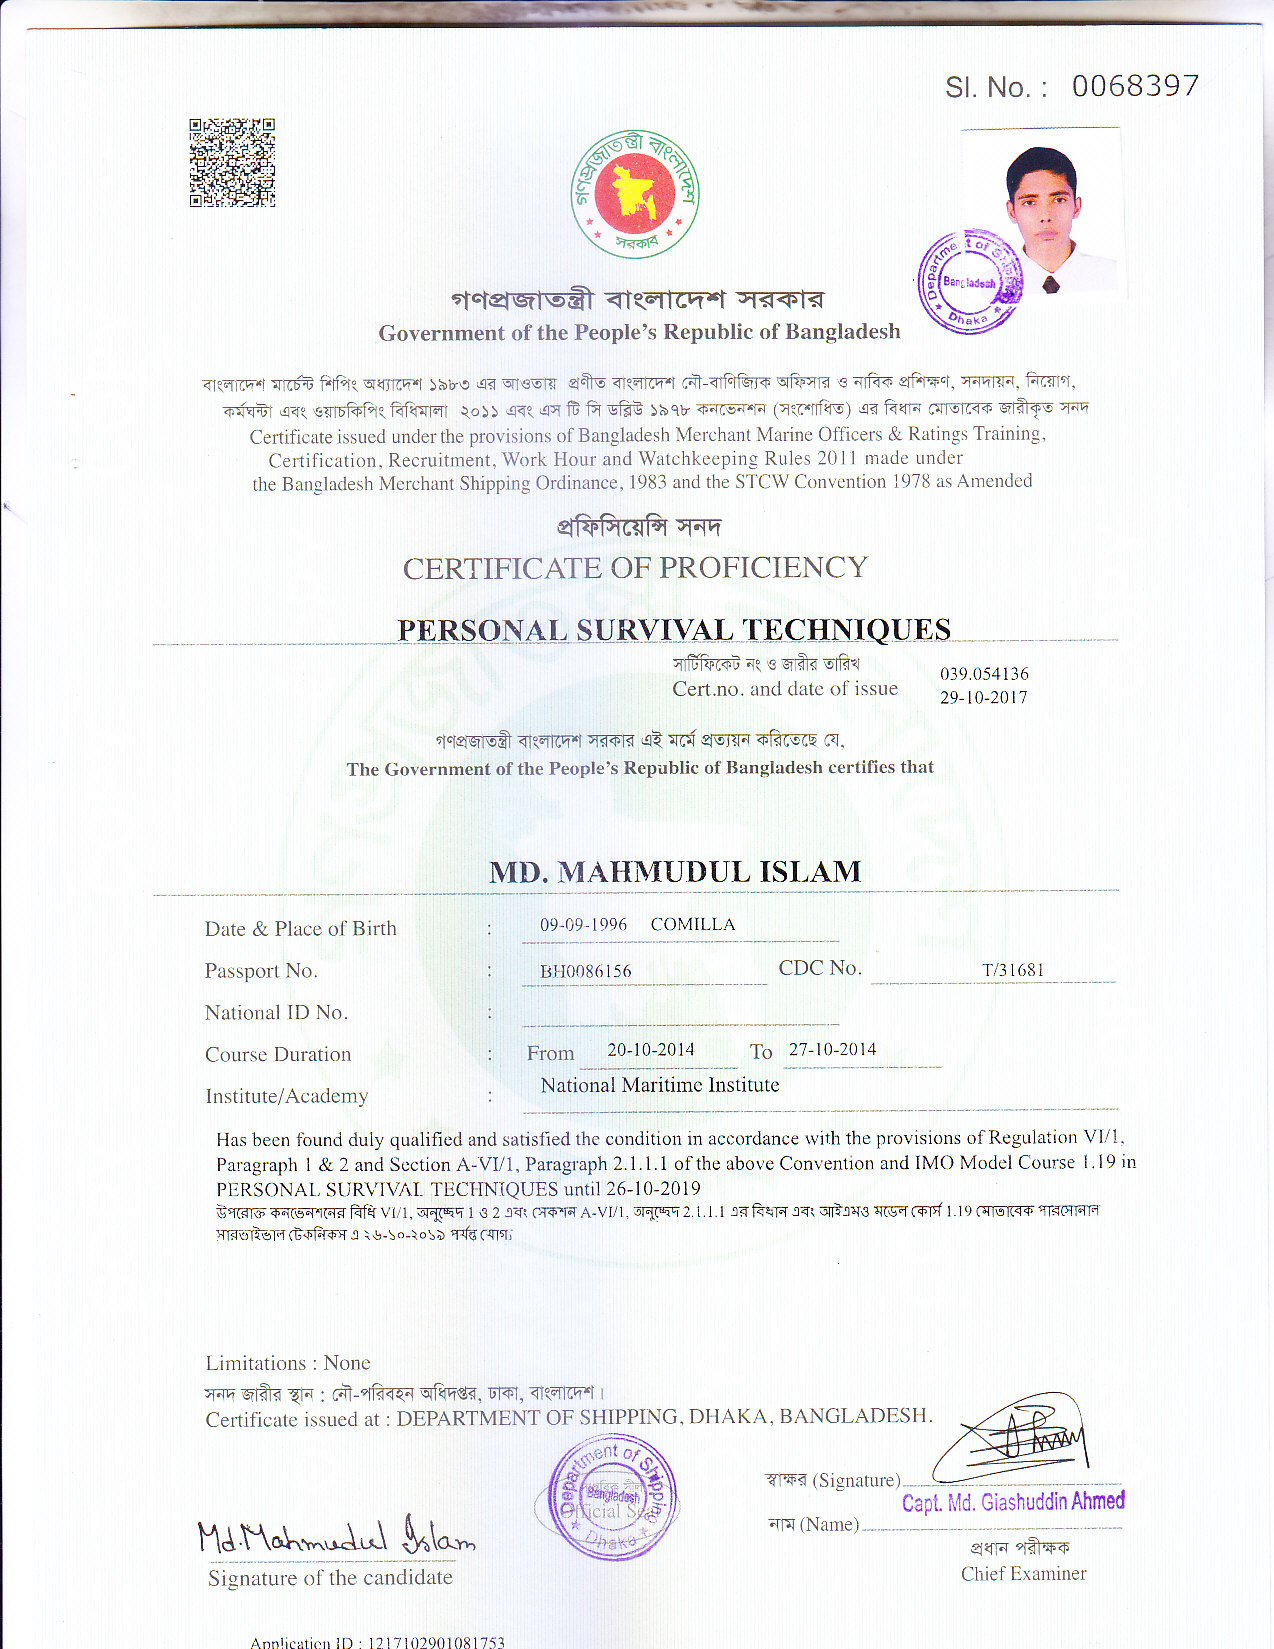 Sl. No. : 0068397
গণপ্রজাতন্ত্রী বাংলাদেশ
সরকার
Department of Shipping
Bangladesh
Dhaka
গণপ্রজাতন্ত্রী বাংলাদেশ সরকার
Government of the People's Republic of Bangladesh
বাংলাদেশ মার্চেন্ট শিপিং অধ্যাদেশ ১৯৮৩ এর আওতায় প্রণীত বাংলাদেশ নৌ-বাণিজ্যিক অফিসার ও নাবিক প্রশিক্ষণ, সনদায়ন, নিয়োগ,
কর্মঘন্টা এবং ওয়াচকিপিং বিধিমালা ২০১১ এবং এস টি সি ডব্লিউ ১৯৭৮ কনভেনশন (সংশোধিত) এর বিধান মোতাবেক জারীকৃত সনদ
Certificate issued under the provisions of Bangladesh Merchant Marine Officers & Ratings Training,
Certification, Recruitment, Work Hour and Watchkeeping Rules 2011 made under
the Bangladesh Merchant Shipping Ordinance, 1983 and the STCW Convention 1978 as Amended
প্রফিসিয়েন্সি সনদ
CERTIFICATE OF PROFICIENCY
PERSONAL SURVIVAL TECHNIQUES
সার্টিফিকেট নং ও জারীর তারিখ
Cert.no. and date of issue
039.054136
29-10-2017
গণপ্রজাতন্ত্রী বাংলাদেশ সরকার এই মর্মে প্রত্যয়ন করিতেছে যে,
The Government of the People's Republic of Bangladesh certifies that
MD. MAHMUDUL ISLAM
Date & Place of Birth : 09-09-1996 COMILLA
Passport No. : BH0086156 CDC No. T/31681
National ID No. :
Course Duration : From 20-10-2014 To 27-10-2014
Institute/Academy : National Maritime Institute
Has been found duly qualified and satisfied the condition in accordance with the provisions of Regulation VI/1,
Paragraph 1 & 2 and Section A-VI/1, Paragraph 2.1.1.1 of the above Convention and IMO Model Course 1.19 in
PERSONAL SURVIVAL TECHNIQUES until 26-10-2019
উপরোক্ত কনভেনশনের বিধি VI/1, অনুচ্ছেদ 1 ও 2 এবং সেকশন A-VI/1, অনুচ্ছেদ 2.1.1.1 এর বিধান এবং আইএমও মডেল কোর্স 1.19 মোতাবেক পারসোনাল
সারভাইভাল টেকনিকস এ ২৬-১০-২০১৯ পর্যন্ত যোগ্য
Limitations : None
সনদ জারীর স্থান : নৌ-পরিবহন অধিদপ্তর, ঢাকা, বাংলাদেশ।
Certificate issued at : DEPARTMENT OF SHIPPING, DHAKA, BANGLADESH.
Department of Shipping
Bangladesh
Official Seal
Dhaka
স্বাক্ষর (Signature)
Capt. Md. Giashuddin Ahmed
নাম (Name)
প্রধান পরীক্ষক
Chief Examiner
Md. Mahmudul Islam
Signature of the candidate
Application ID : 1217102901081753